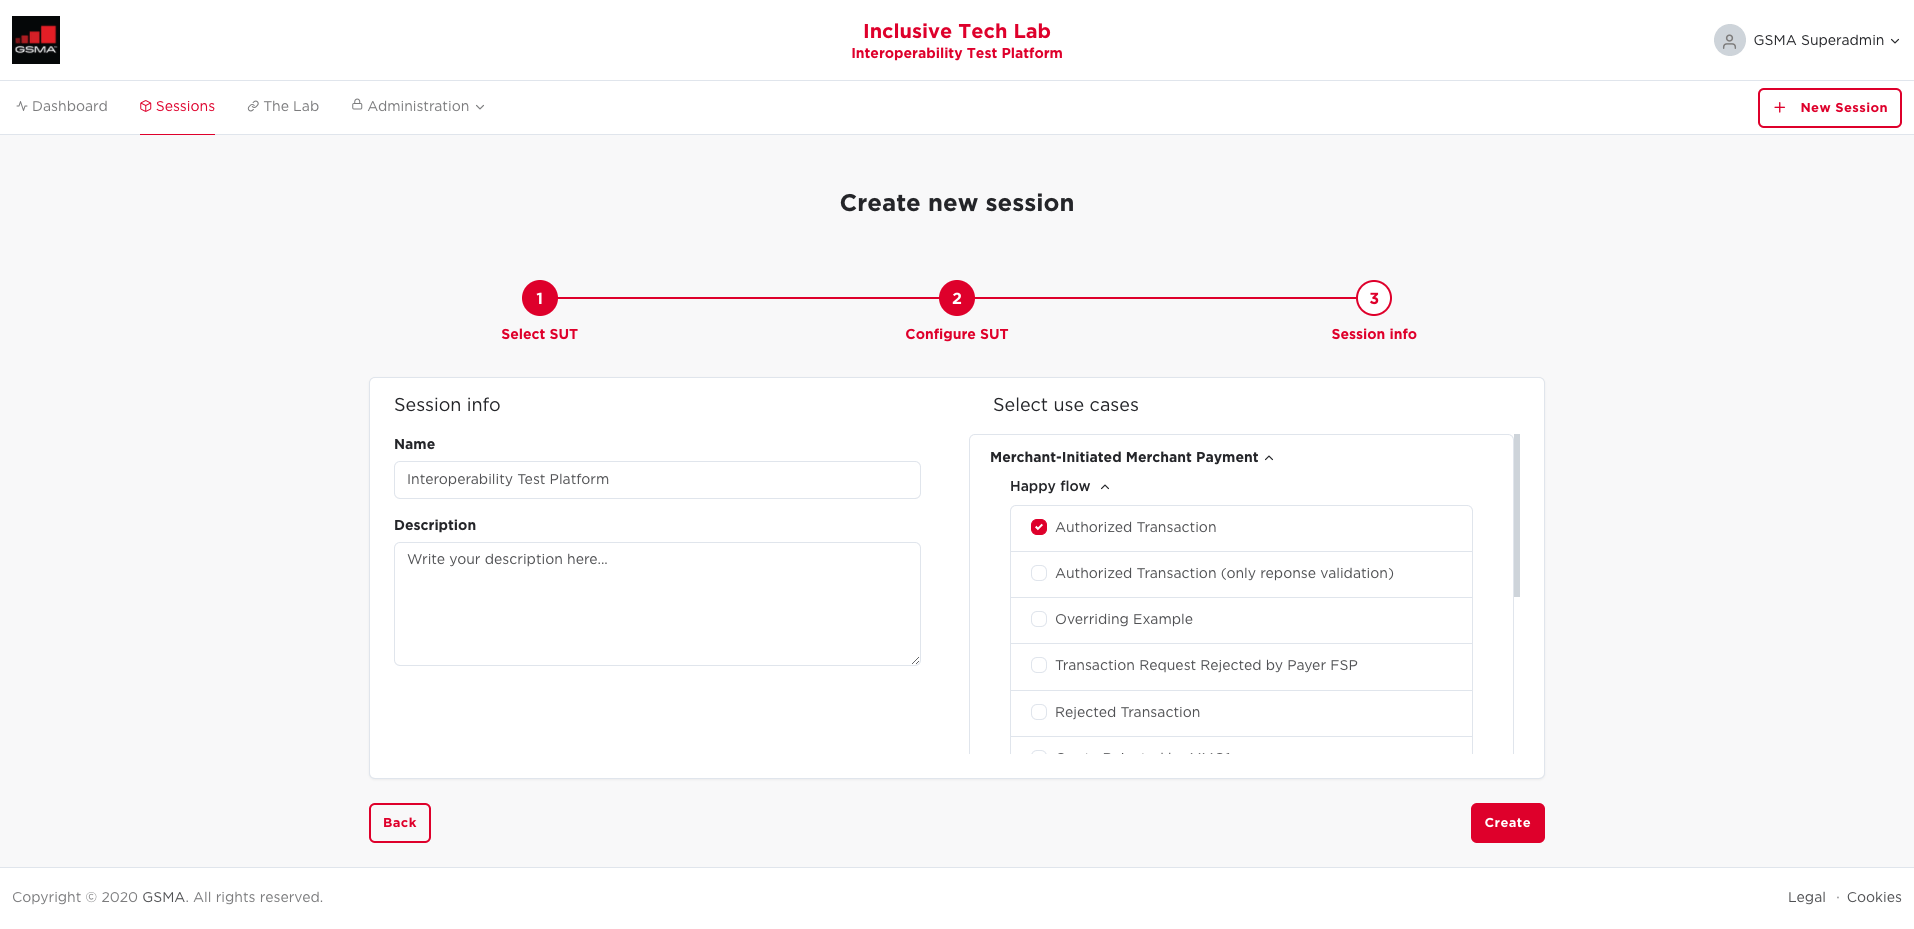 GSMA
Inclusive Tech Lab
Interoperability Test Platform
GSMA Superadmin
Dashboard
Sessions
The Lab
Administration
+ New Session
Create new session
1
2
3
Select SUT
Configure SUT
Session info
Session info
Name
Interoperability Test Platform
Description
Write your description here...
Select use cases
Merchant-Initiated Merchant Payment
Happy flow
Authorized Transaction
Authorized Transaction (only reponse validation)
Overriding Example
Transaction Request Rejected by Payer FSP
Rejected Transaction
Back
Create
Copyright © 2020 GSMA. All rights reserved.
Legal · Cookies